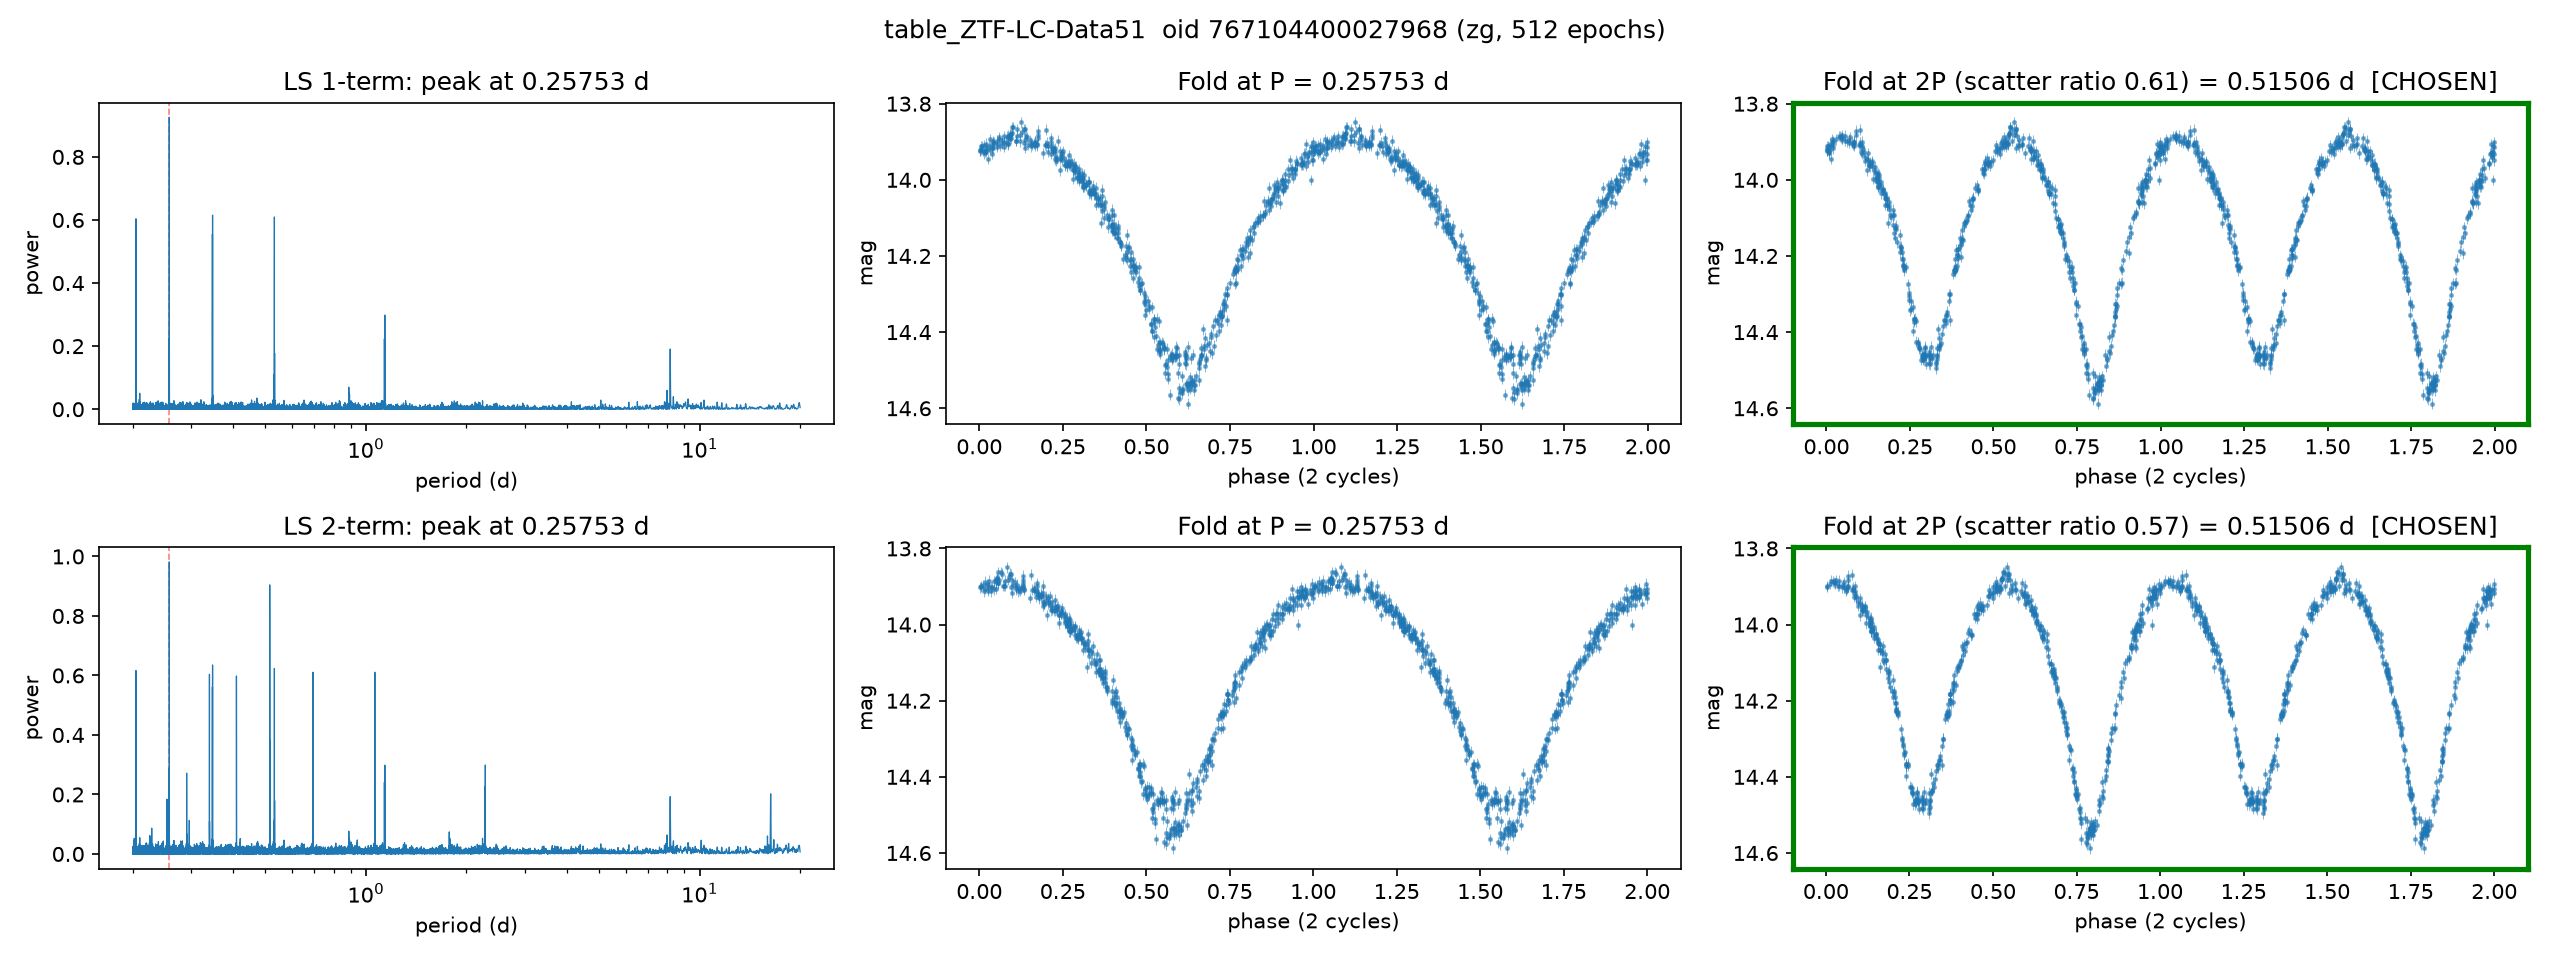 table_ZTF-LC-Data51  oid 767104400027968 (zg, 512 epochs)
LS 1-term: peak at 0.25753 d
power
0.8
0.6
0.4
0.2
0.0
10⁰
10¹
period (d)
Fold at P = 0.25753 d
mag
13.8
14.0
14.2
14.4
14.6
0.00 0.25 0.50 0.75 1.00 1.25 1.50 1.75 2.00
phase (2 cycles)
Fold at 2P (scatter ratio 0.61) = 0.51506 d  [CHOSEN]
mag
13.8
14.0
14.2
14.4
14.6
0.00 0.25 0.50 0.75 1.00 1.25 1.50 1.75 2.00
phase (2 cycles)
LS 2-term: peak at 0.25753 d
power
1.0
0.8
0.6
0.4
0.2
0.0
10⁰
10¹
period (d)
Fold at P = 0.25753 d
mag
13.8
14.0
14.2
14.4
14.6
0.00 0.25 0.50 0.75 1.00 1.25 1.50 1.75 2.00
phase (2 cycles)
Fold at 2P (scatter ratio 0.57) = 0.51506 d  [CHOSEN]
mag
13.8
14.0
14.2
14.4
14.6
0.00 0.25 0.50 0.75 1.00 1.25 1.50 1.75 2.00
phase (2 cycles)